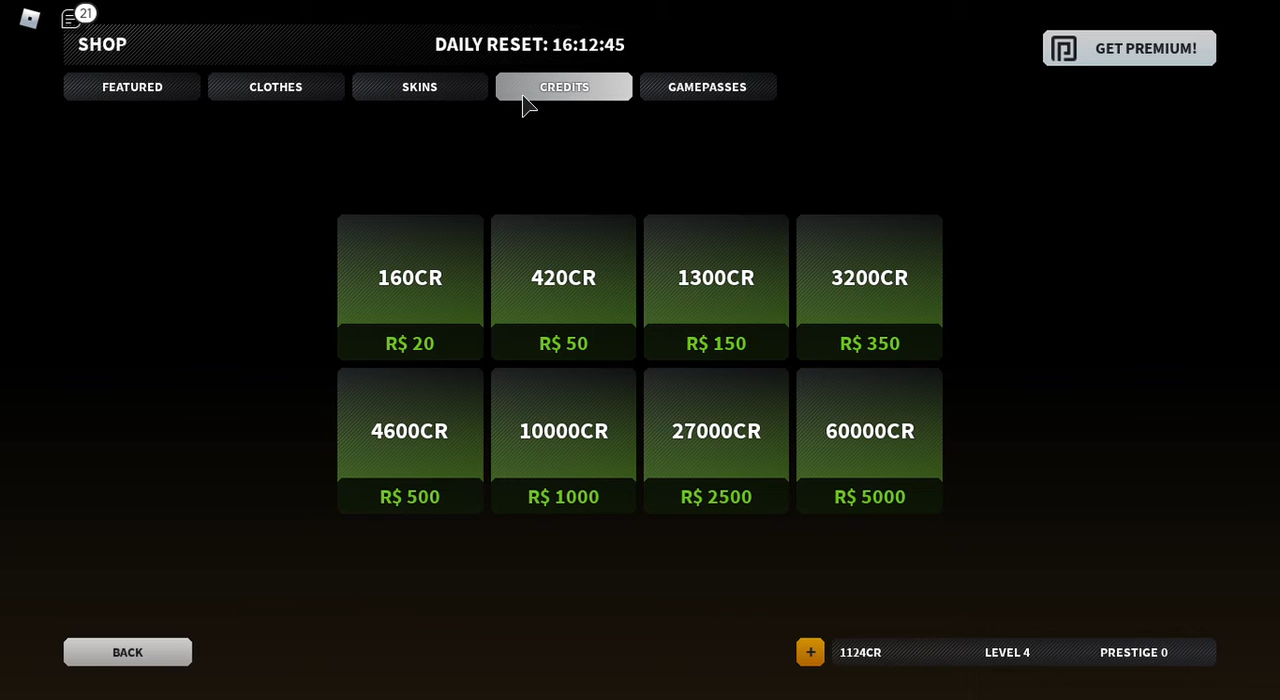 21
SHOP
DAILY RESET: 16:12:45
GET PREMIUM!
FEATURED
CLOTHES
SKINS
CREDITS
GAMEPASSES
160CR
420CR
1300CR
3200CR
R$ 20
R$ 50
R$ 150
R$ 350
4600CR
10000CR
27000CR
60000CR
R$ 500
R$ 1000
R$ 2500
R$ 5000
BACK
+
1124CR
LEVEL 4
PRESTIGE 0